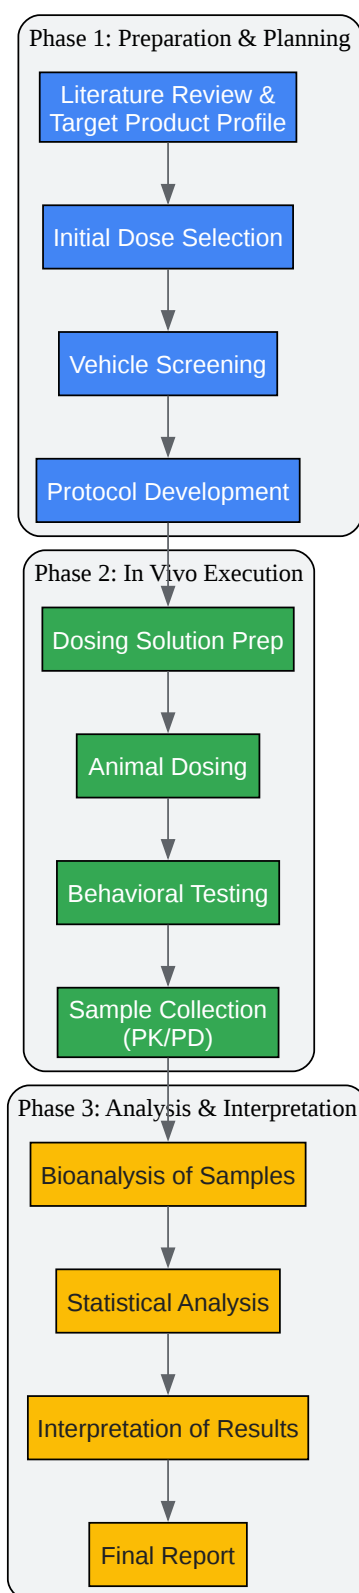 Phase 1: Preparation & Planning
Literature Review &
Target Product Profile
Initial Dose Selection
Vehicle Screening
Protocol Development
Phase 2: In Vivo Execution
Dosing Solution Prep
Animal Dosing
Behavioral Testing
Sample Collection
(PK/PD)
Phase 3: Analysis & Interpretation
Bioanalysis of Samples
Statistical Analysis
Interpretation of Results
Final Report